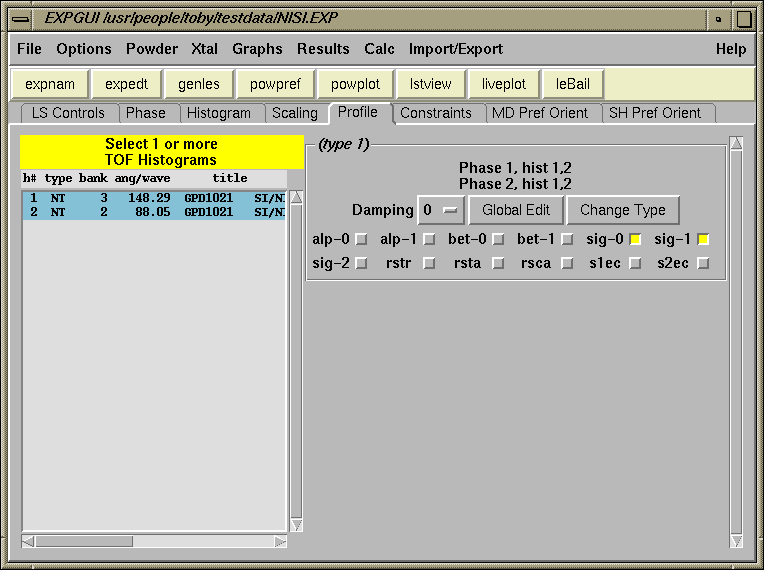 EXPGUI /usr/people/toby/testdata/NISI.EXP
File Options Powder Xtal Graphs Results Calc Import/Export Help
expnam expedt genles powpref powplot lstview liveplot leBail
LS Controls Phase Histogram Scaling Profile Constraints MD Pref Orient SH Pref Orient
Select 1 or more
TOF Histograms
h# type bank ang/wave title
1 NT 3 148.29 GPD1021 SI/NI
2 NT 2 88.05 GPD1021 SI/NI
(type 1)
Phase 1, hist 1,2
Phase 2, hist 1,2
Damping 0 Global Edit Change Type
alp-0 alp-1 bet-0 bet-1 sig-0 sig-1
sig-2 rstr rsta rsca s1ec s2ec